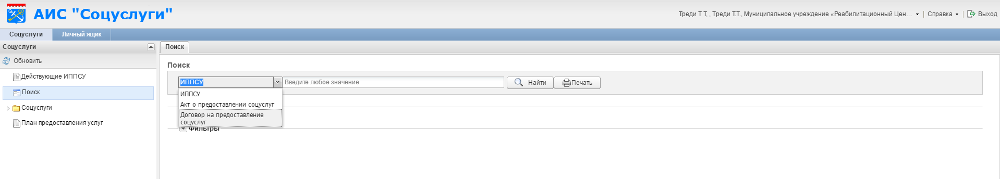 АИС "Соцуслуги"
Треди Т Т, , Треди Т.Т., Муниципальное учреждение «Реабилитационный Цен... Справка Выход
Соцуслуги Личный ящик
Соцуслуги
Поиск
Обновить
Действующие ИППСУ
Поиск
Соцуслуги
План предоставления услуг
Поиск
ИППСУ Введите любое значение Найти Печать
ИППСУ
Акт о предоставлении соцуслуг
Договор на предоставление
соцуслуг
Фильтры